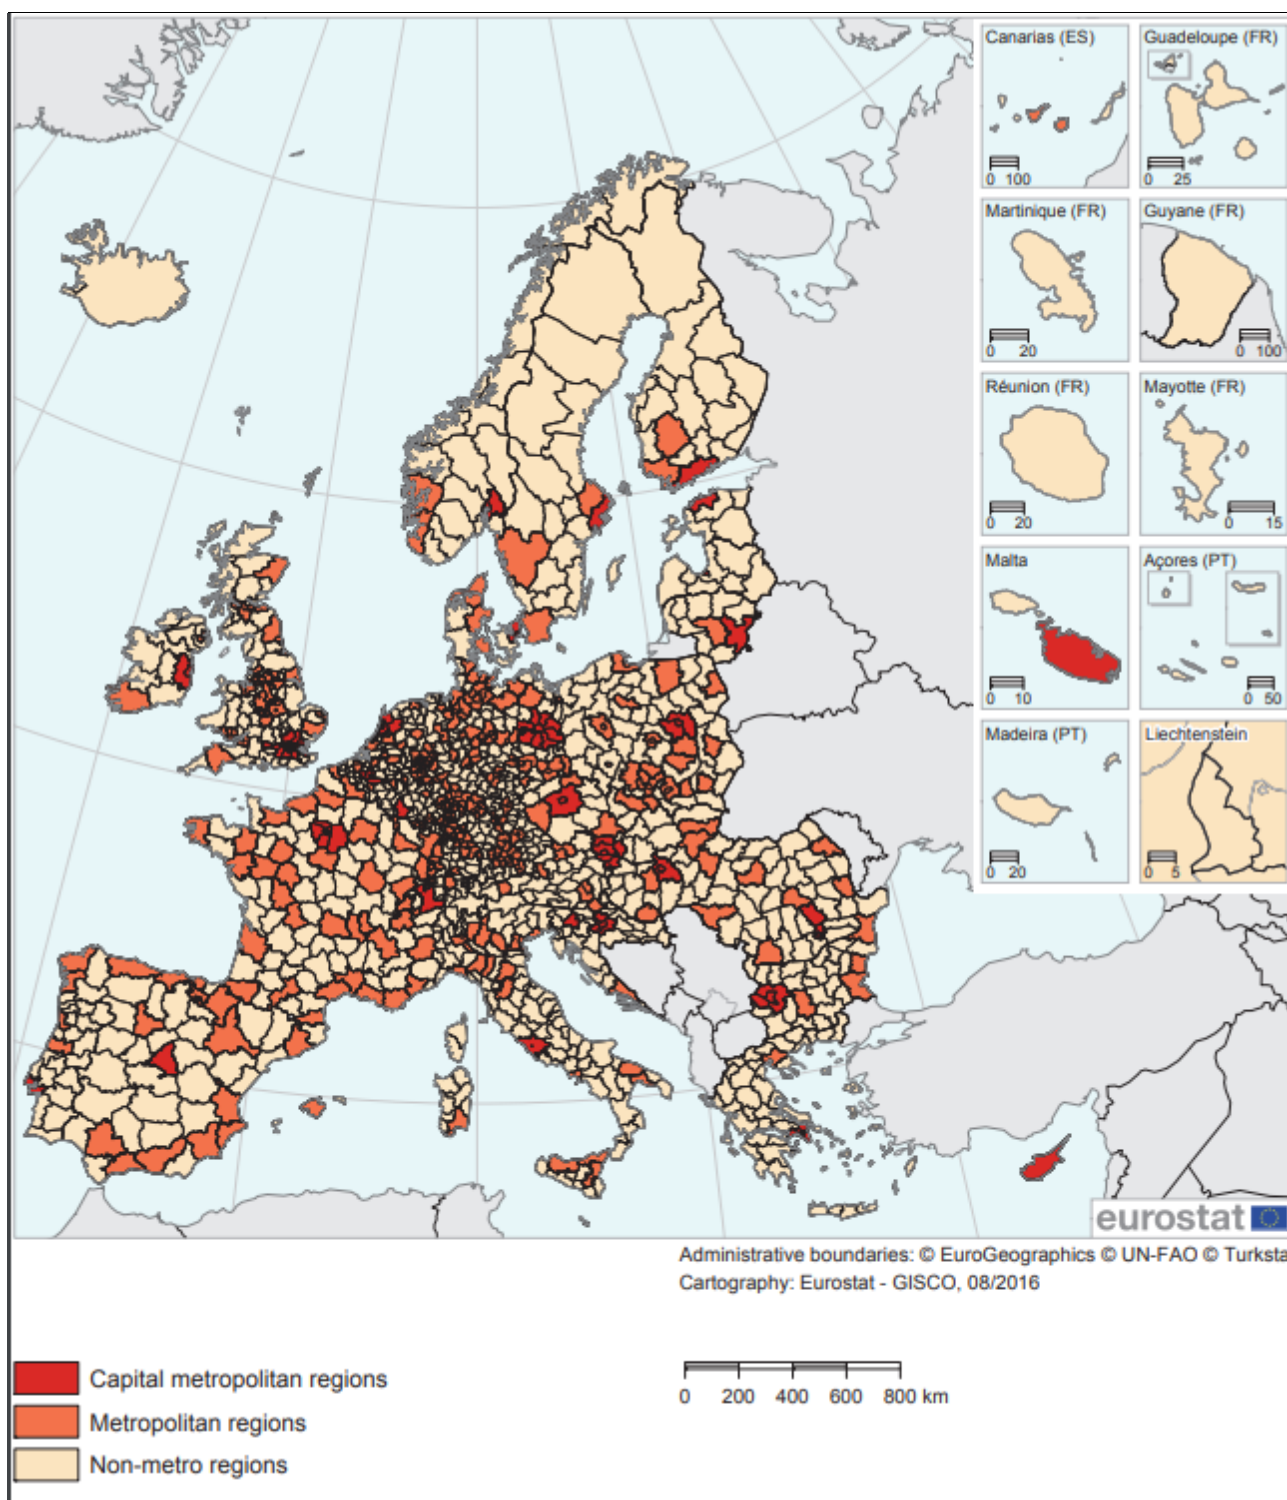 Canarias (ES)
0 100
Guadeloupe (FR)
0 25
Martinique (FR)
0 20
Guyane (FR)
0 100
Réunion (FR)
0 20
Mayotte (FR)
0 15
Malta
0 10
Açores (PT)
0 50
Madeira (PT)
0 20
Liechtenstein
0 5
eurostat
Administrative boundaries: © EuroGeographics © UN-FAO © Turksta
Cartography: Eurostat - GISCO, 08/2016
Capital metropolitan regions
Metropolitan regions
Non-metro regions
0 200 400 600 800 km